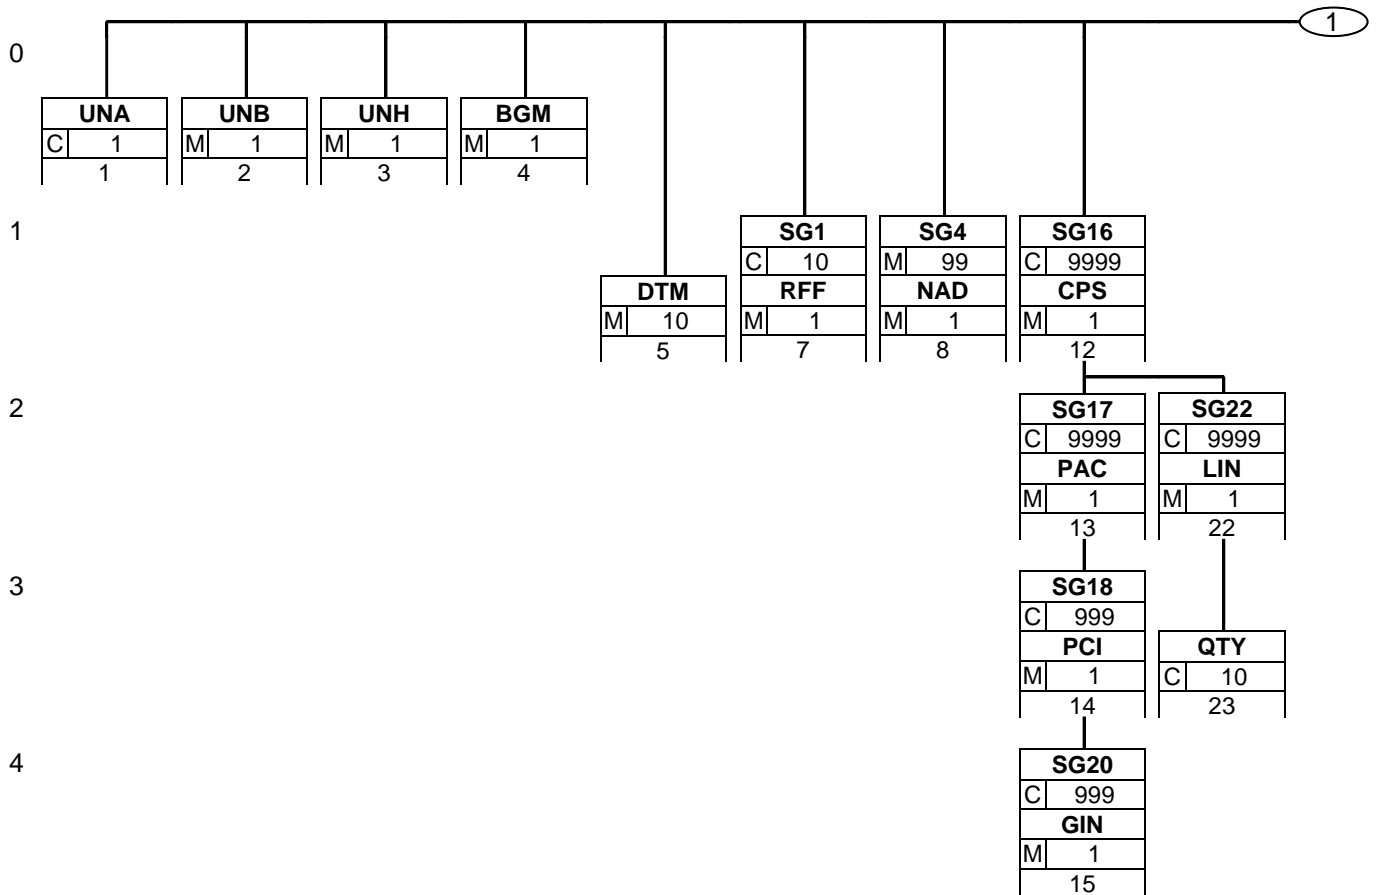 1
0
UNA UNB UNH BGM
C 1 M 1 M 1 M 1
1 2 3 4
1
SG1 SG4 SG16
C 10 M 99 C 9999
DTM RFF NAD CPS
M 10 M 1 M 1 M 1
5 7 8 12
2
SG17 SG22
C 9999 C 9999
PAC LIN
M 1 M 1
13 22
3
SG18
C 999
PCI QTY
M 1 C 10
14 23
4
SG20
C 999
GIN
M 1
15